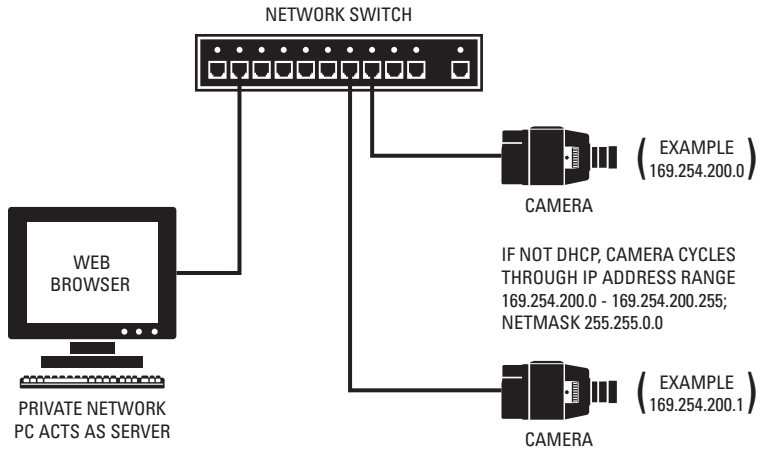 NETWORK SWITCH
( EXAMPLE
169.254.200.0 )
CAMERA
WEB
BROWSER
IF NOT DHCP, CAMERA CYCLES
THROUGH IP ADDRESS RANGE
169.254.200.0 - 169.254.200.255;
NETMASK 255.255.0.0
PRIVATE NETWORK
PC ACTS AS SERVER
( EXAMPLE
169.254.200.1 )
CAMERA